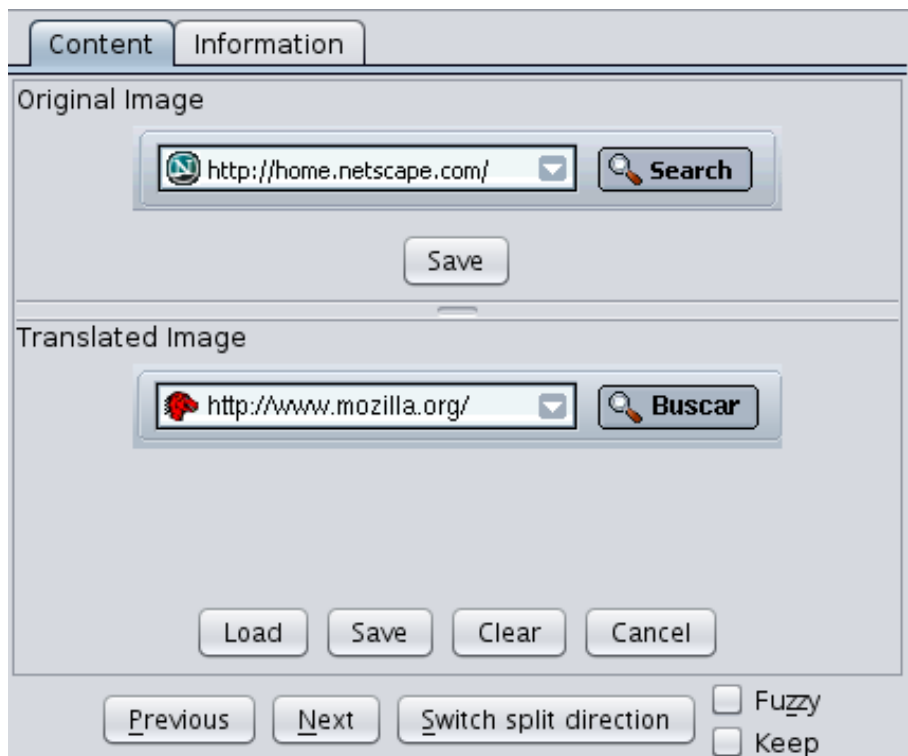 Content Information
Original Image
http://home.netscape.com/ Search
Save
Translated Image
http://www.mozilla.org/ Buscar
Load Save Clear Cancel
Previous Next Switch split direction Fuzzy
Keep